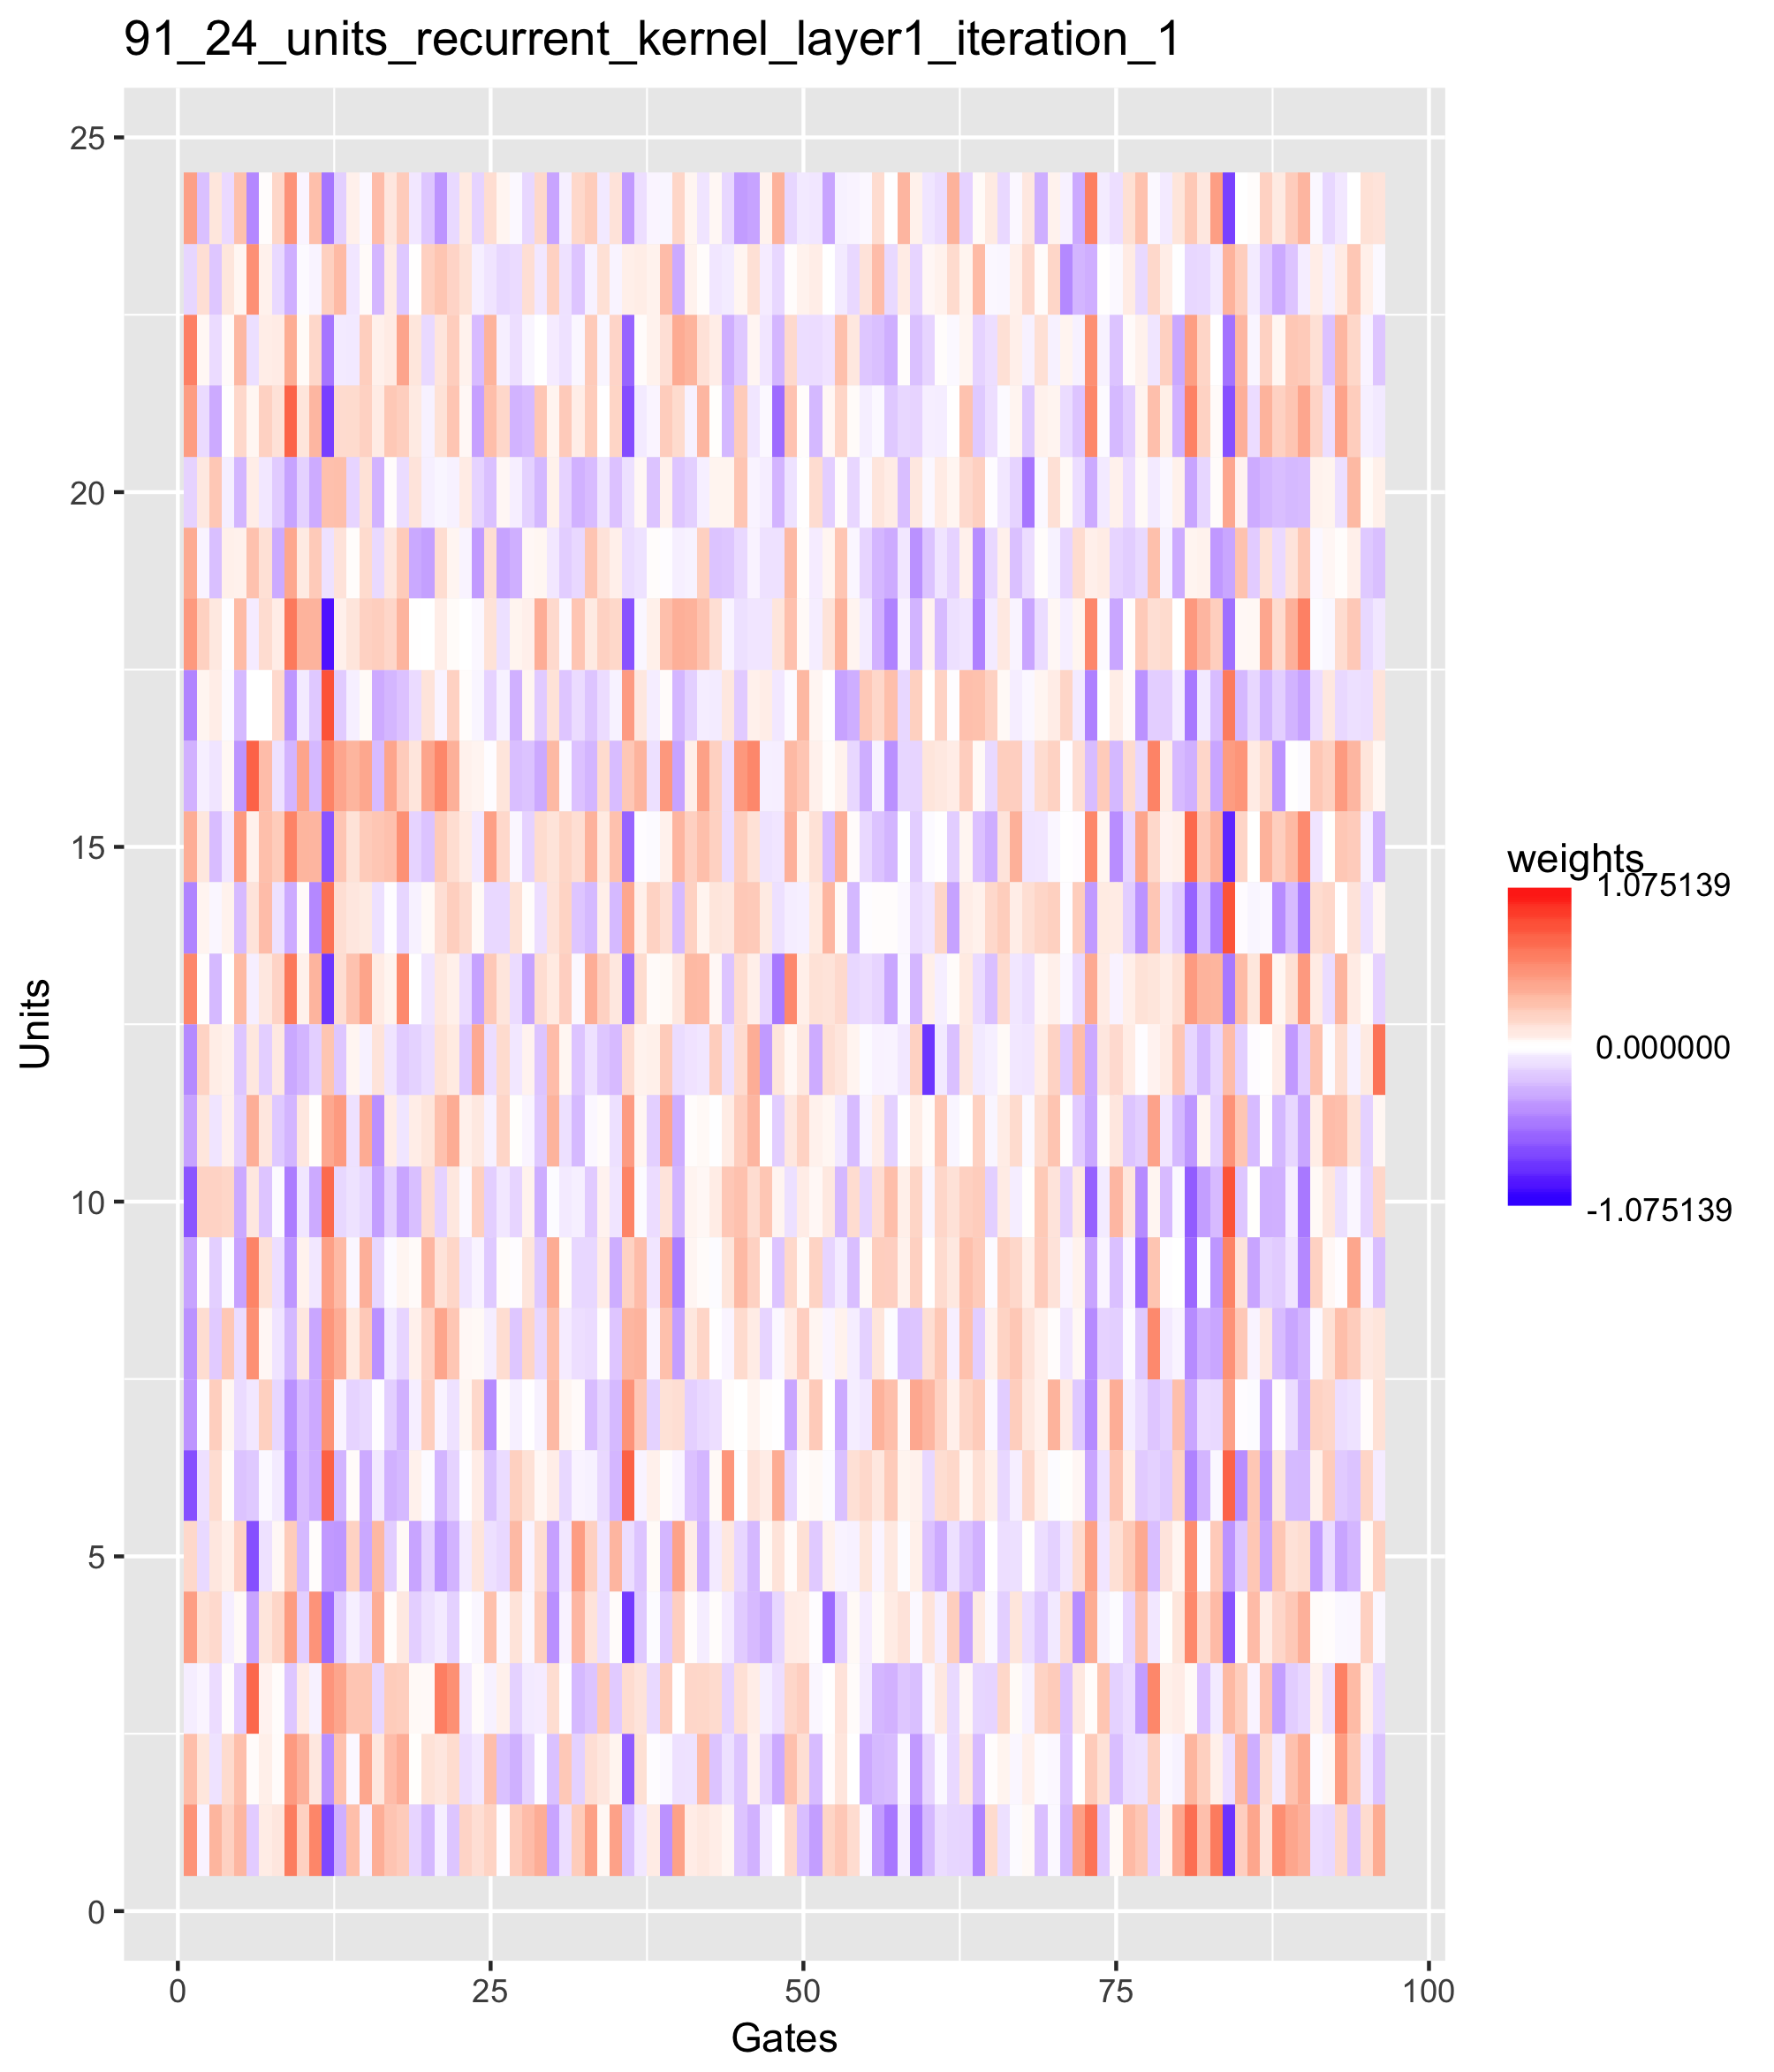 91_24_units_recurrent_kernel_layer1_iteration_1
25
20
15
10
5
0
Units
0 25 50 75 100
Gates
weights
1.075139
0.000000
-1.075139